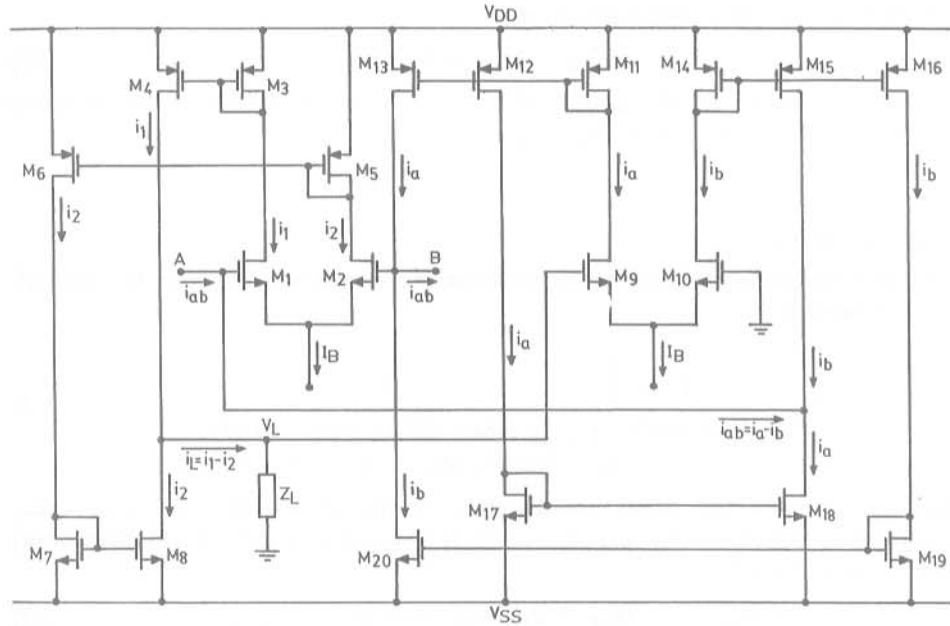 VDD
M4 M3 M13 M12 M11 M14 M15 M16
i1
M6 M5 ia ia ib ib
i2
i1 i2
A M1 M2 B M9 M10
iab iab
IB ia IB ib
VL iab=ia-ib
iL=i1-i2 ia
i2 ZL ib M17 M18
M7 M8 M20 M19
VSS